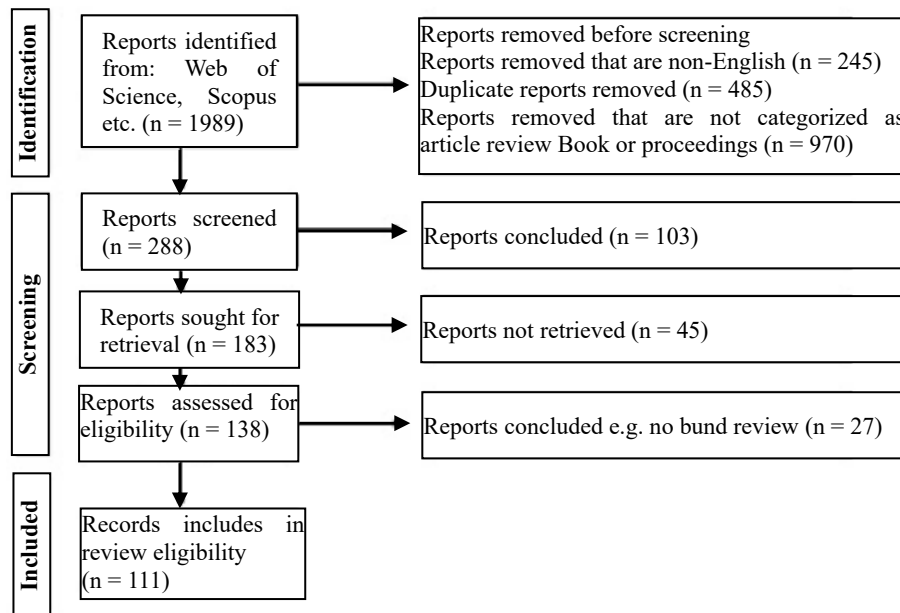 Identification
Reports identified
from: Web of
Science, Scopus
etc. (n = 1989)
Reports removed before screening
Reports removed that are non-English (n = 245)
Duplicate reports removed (n = 485)
Reports removed that are not categorized as
article review Book or proceedings (n = 970)
Screening
Reports screened
(n = 288)
Reports concluded (n = 103)
Reports sought for
retrieval (n = 183)
Reports not retrieved (n = 45)
Reports assessed for
eligibility (n = 138)
Reports concluded e.g. no bund review (n = 27)
Included
Records includes in
review eligibility
(n = 111)